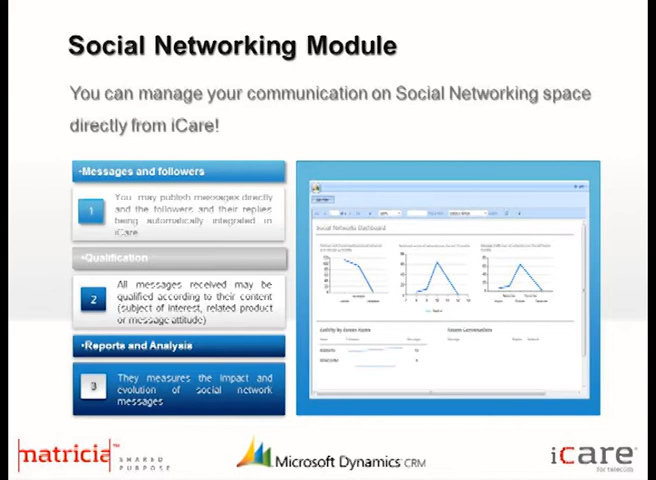 Social Networking Module
You can manage your communication on Social Networking space
directly from iCare!
•Messages and followers
1
You may publish messages directly
and the followers and their replies
being automatically integrated in
iCare
•Qualification
2
All messages received may be
qualified according to their content
(subject of interest, related product
or message attitude)
•Reports and Analysis
3
They measures the impact and
evolution of social network
messages
Social Networks Dashboard
matricia™ SHARED
PURPOSE
Microsoft Dynamics CRM
iCare
for telecom